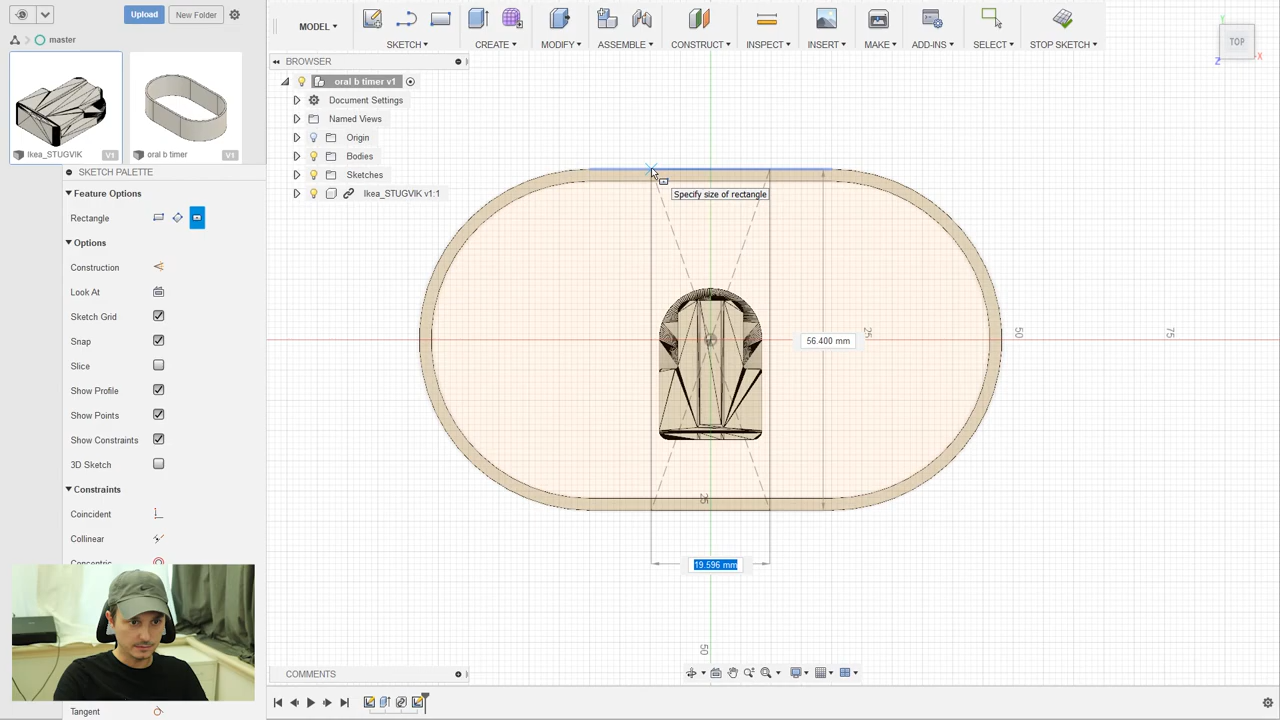 Upload
New Folder
master
Ikea_STUGVIK V1
oral b timer V1
MODEL
SKETCH
CREATE
MODIFY
ASSEMBLE
CONSTRUCT
INSPECT
INSERT
MAKE
ADD-INS
SELECT
STOP SKETCH
BROWSER
oral b timer v1
Document Settings
Named Views
Origin
Bodies
Sketches
Ikea_STUGVIK v1:1
TOP
Y
X
Z
SKETCH PALETTE
Feature Options
Rectangle
Options
Construction
Look At
Sketch Grid
Snap
Slice
Show Profile
Show Points
Show Constraints
3D Sketch
Constraints
Coincident
Collinear
Tangent
Specify size of rectangle
56.400 mm
25
50
75
25
19.596 mm
50
COMMENTS